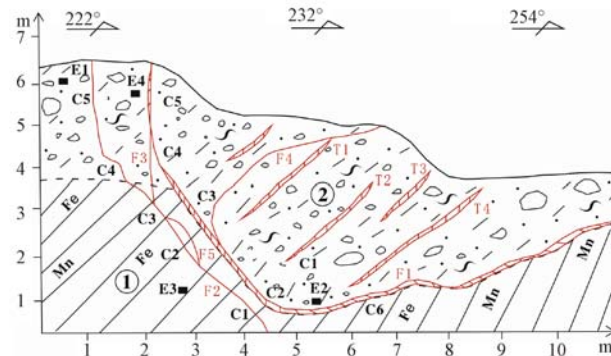 222° 232° 254°
m
7
6
5
4
3
2
1
E1 E4
C5 C5
F3 C4 F4 T1
C4 T3
C3 T2
Fe C3 ② T4
Mn Fe C2 F5 C1
① E3 F2 C2 E2 F1 Mn
C1 C6 Fe Mn
1 2 3 4 5 6 7 8 9 10 m